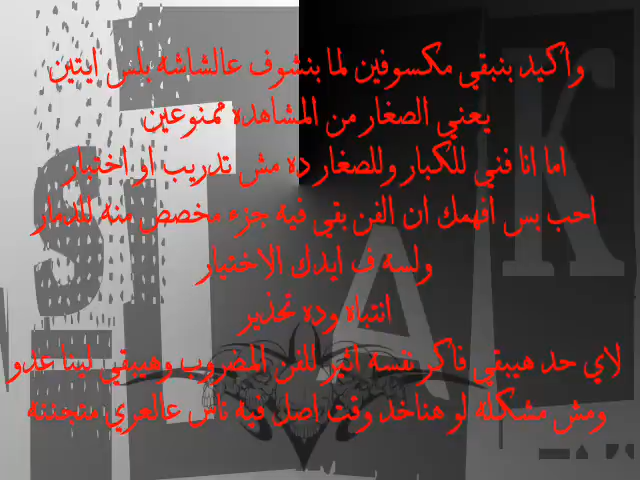 واكيد بنبقي مكسوفين لما بنشوف عالشاشه بلس ايتين
يعني الصغار من المشاهده ممنوعين
اما انا فني للكبار وللصغار ده مش تدريب او اختبار
احب بس افهمك ان الفن بقي فيه جزء مخصص منه للدمار
ولسه ف ايدك الاختيار
انتباه وده تحذير
لاي حد هيبقي فاكر نفسه اتير للفن المضروب وهيبقي لينا عدو
ومش مشكله لو هناخد وقت اصل فيه ناس عالعري متجننه
S L A K